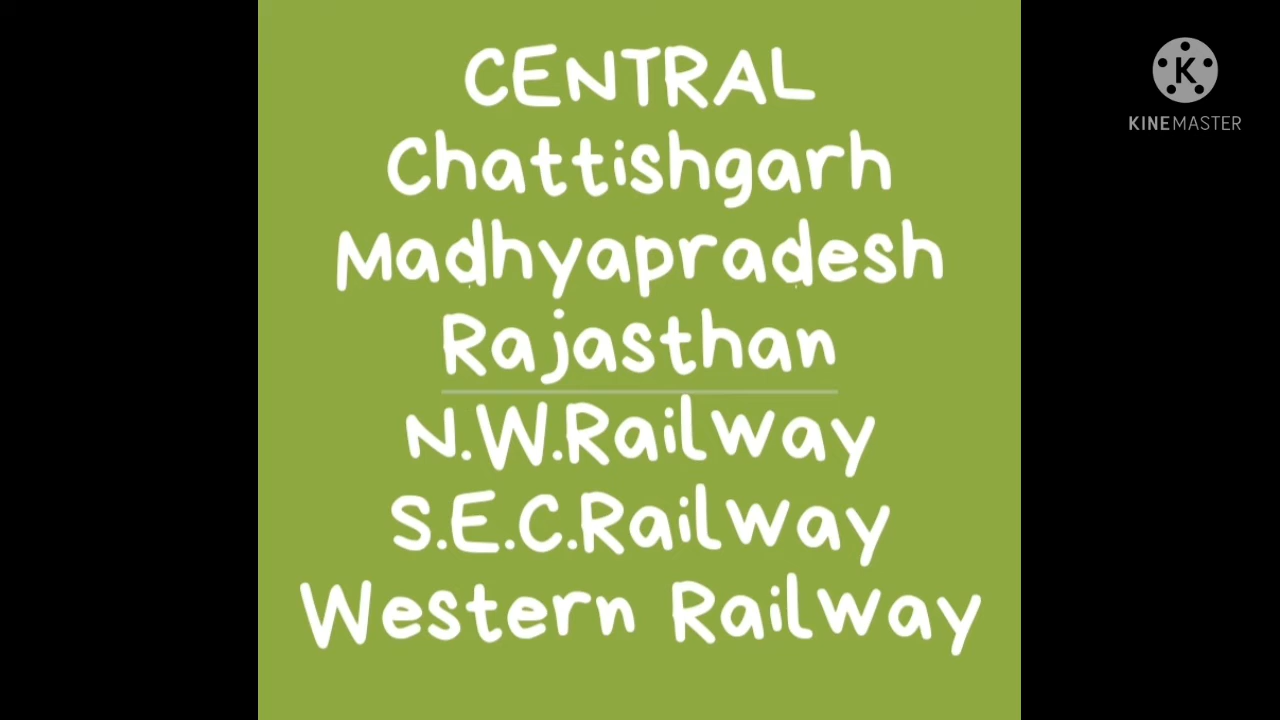 CENTRAL
Chattishgarh
Madhyapradesh
Rajasthan
N.W.Railway
S.E.C.Railway
Western Railway
K
KINEMASTER